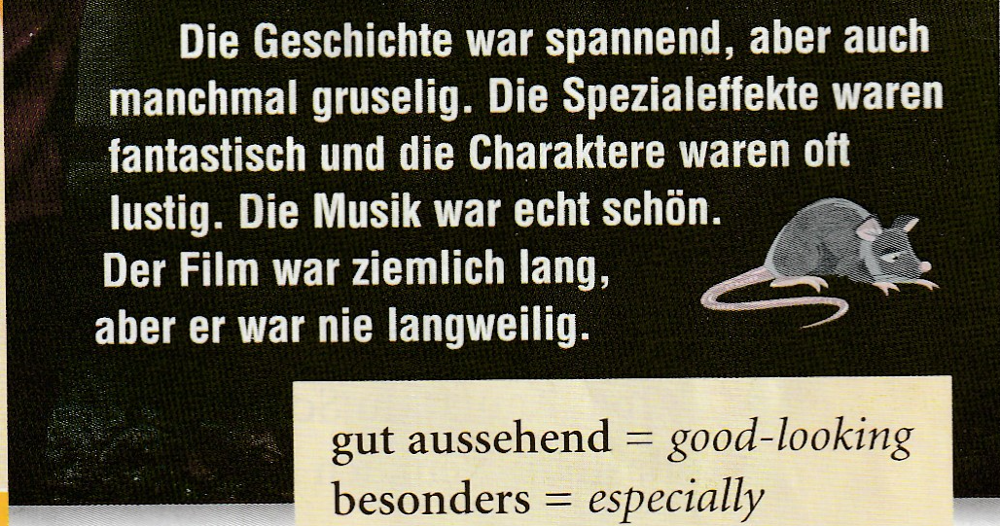 Die Geschichte war spannend, aber auch
manchmal gruselig. Die Spezialeffekte waren
fantastisch und die Charaktere waren oft
lustig. Die Musik war echt schön.
Der Film war ziemlich lang,
aber er war nie langweilig.
gut aussehend = good-looking
besonders = especially